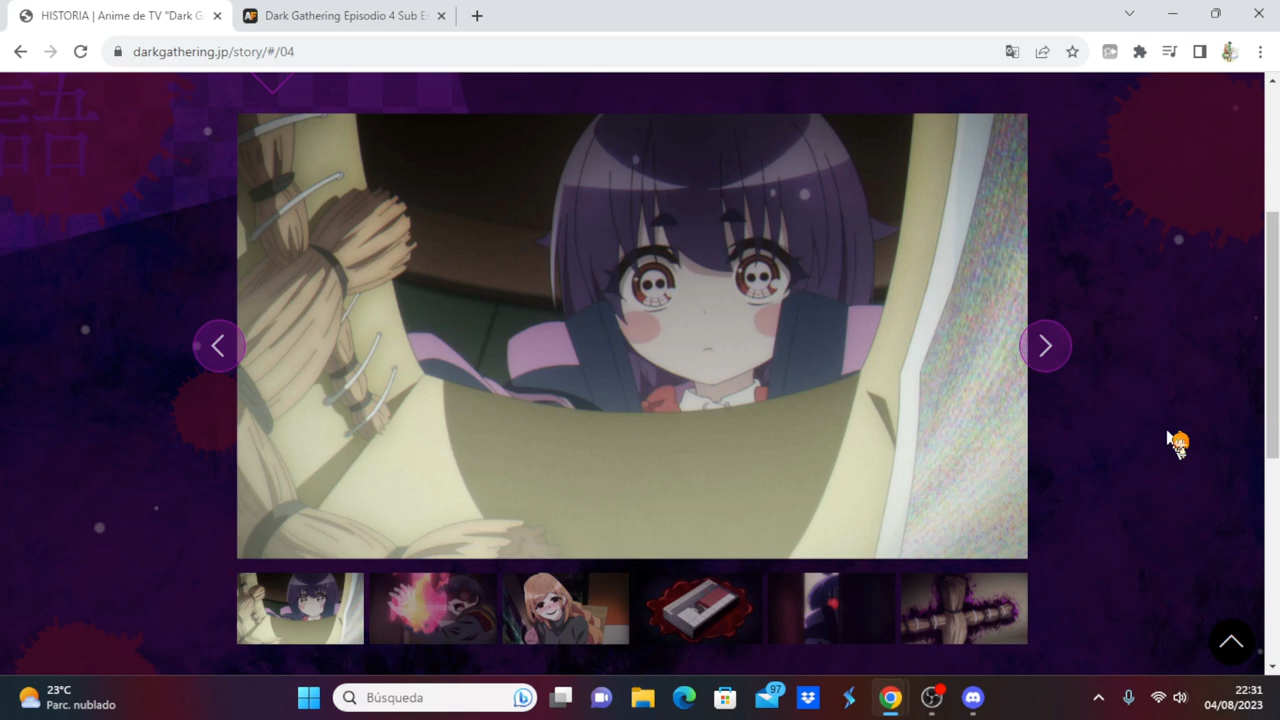 HISTORIA | Anime de TV "Dark G
Dark Gathering Episodio 4 Sub E
darkgathering.jp/story/#/04
語
23°C
Parc. nublado
Búsqueda
97
22:31
04/08/2023